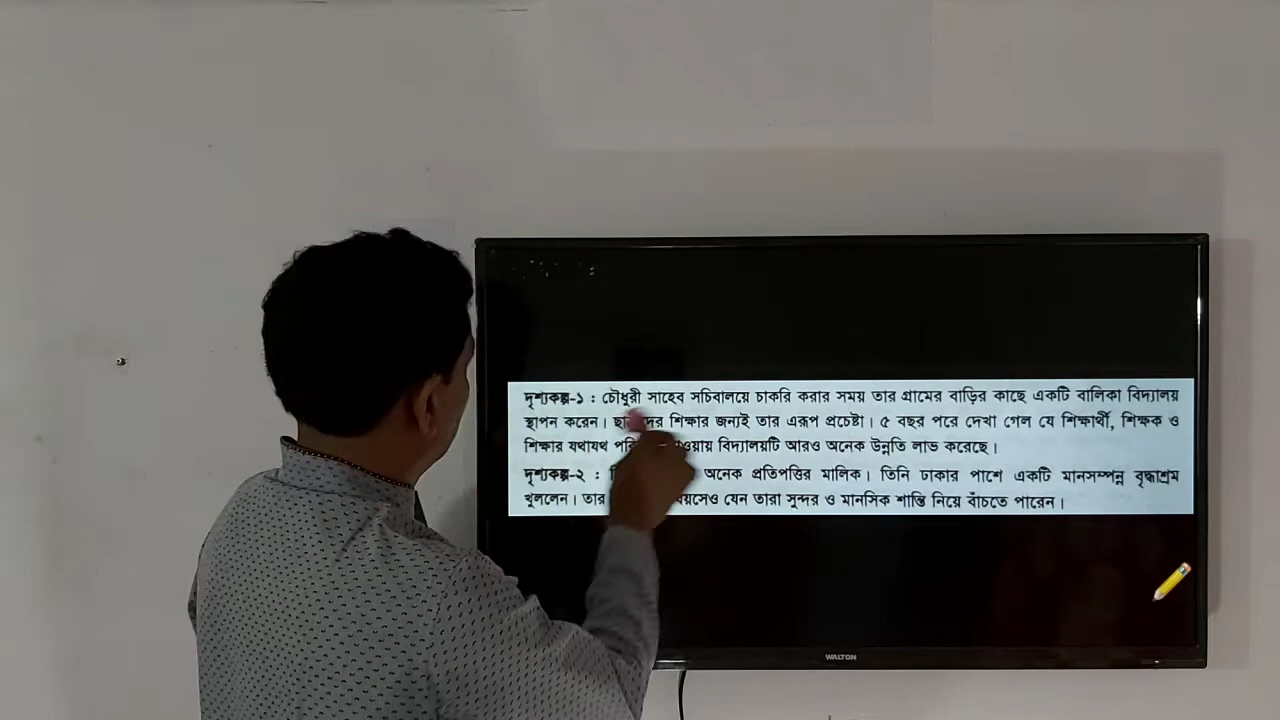 দৃশ্যকল্প-১ : চৌধুরী সাহেব সচিবালয়ে চাকরি করার সময় তার গ্রামের বাড়ির কাছে একটি বালিকা বিদ্যালয়
স্থাপন করেন। শিক্ষার জন্যই তার এরূপ প্রচেষ্টা। ৫ বছর পরে দেখা গেল যে শিক্ষার্থী, শিক্ষক ও
শিক্ষার যথাযথ বিদ্যালয়টি আরও অনেক উন্নতি লাভ করেছে।
দৃশ্যকল্প-২ : অনেক প্রতিপত্তির মালিক। তিনি ঢাকার পাশে একটি মানসম্পন্ন বৃদ্ধাশ্রম
খুললেন। তার যেন তারা সুন্দর ও মানসিক শান্তি নিয়ে বাঁচতে পারেন।
WALTON